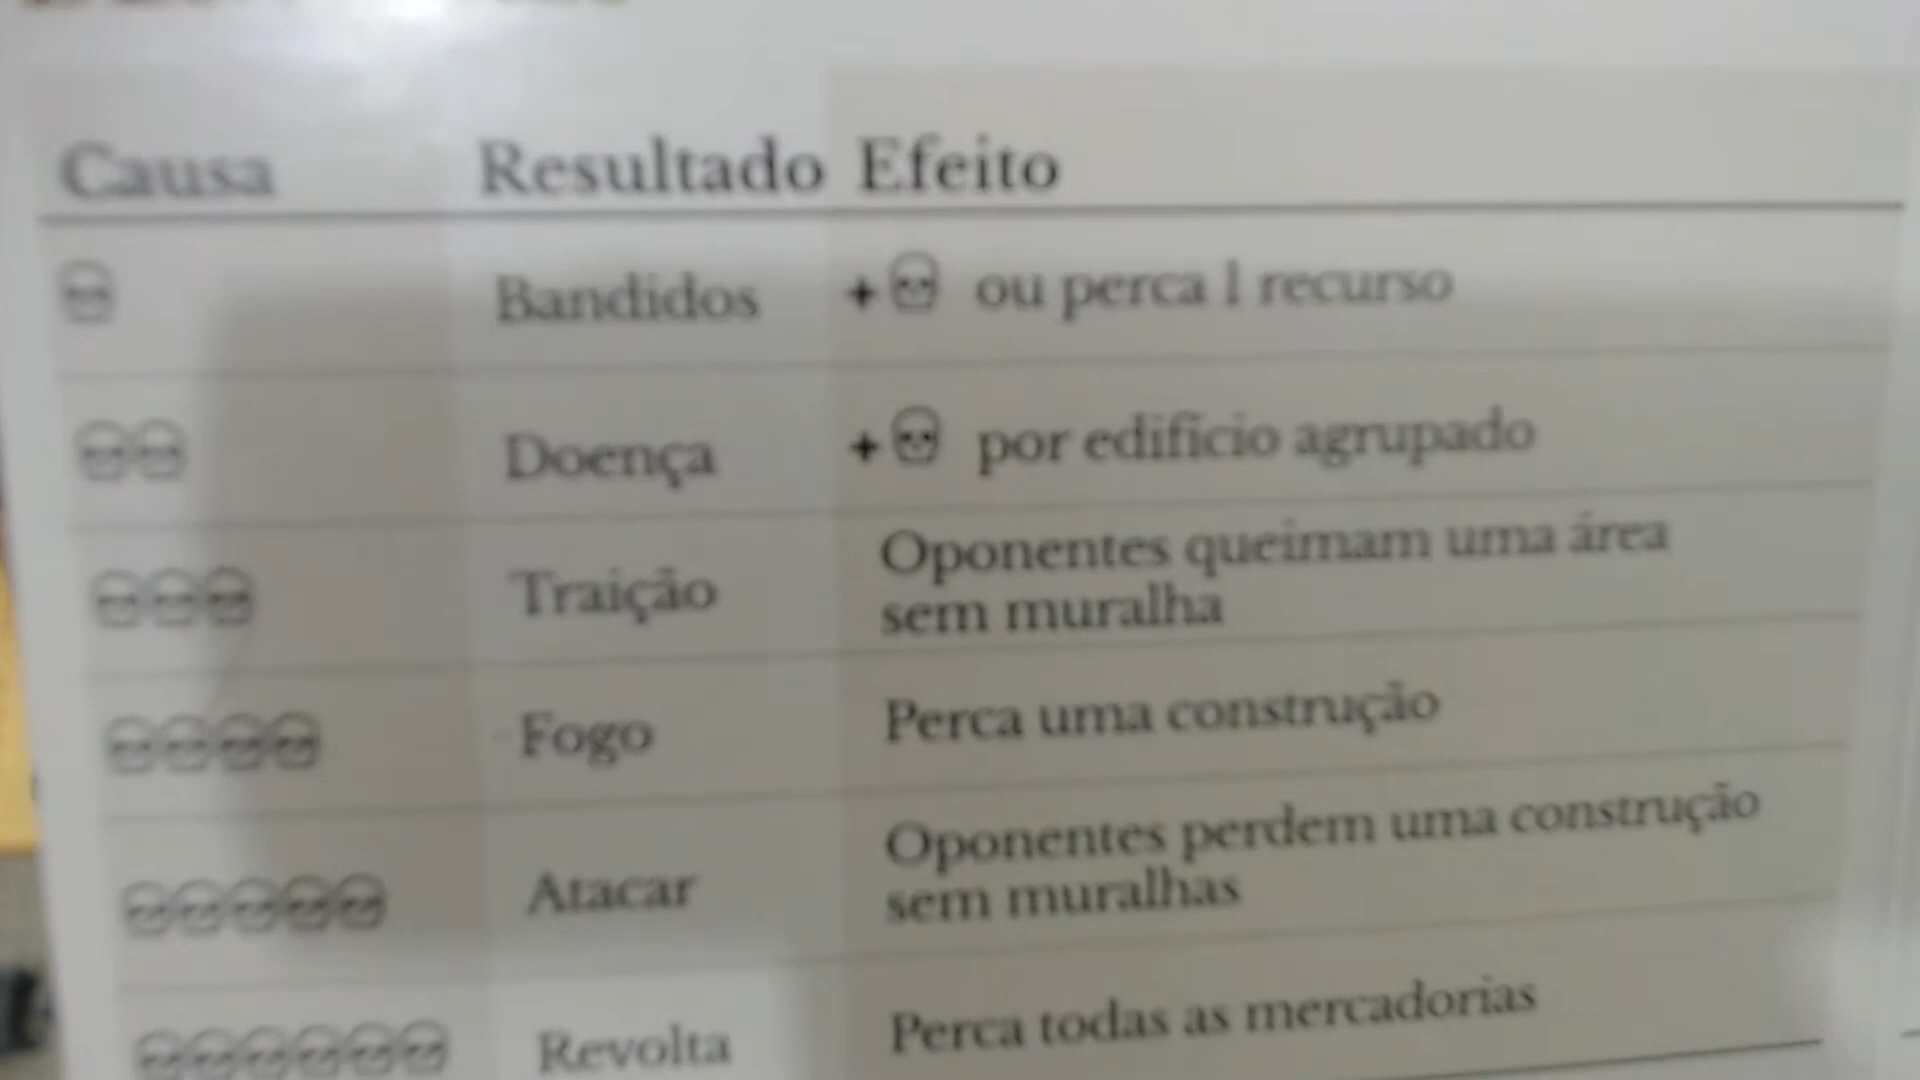 Causa Resultado Efeito
Bandidos + ou perca 1 recurso
Doença + por edifício agrupado
Traição Oponentes queimam uma área
sem muralha
Fogo Perca uma construção
Atacar Oponentes perdem uma construção
sem muralhas
Revolta Perca todas as mercadorias